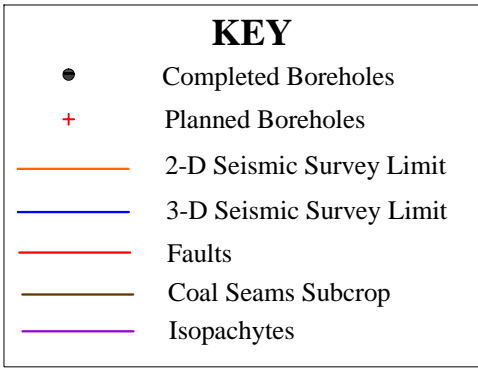 KEY
Completed Boreholes
Planned Boreholes
2-D Seismic Survey Limit
3-D Seismic Survey Limit
Faults
Coal Seams Subcrop
Isopachytes